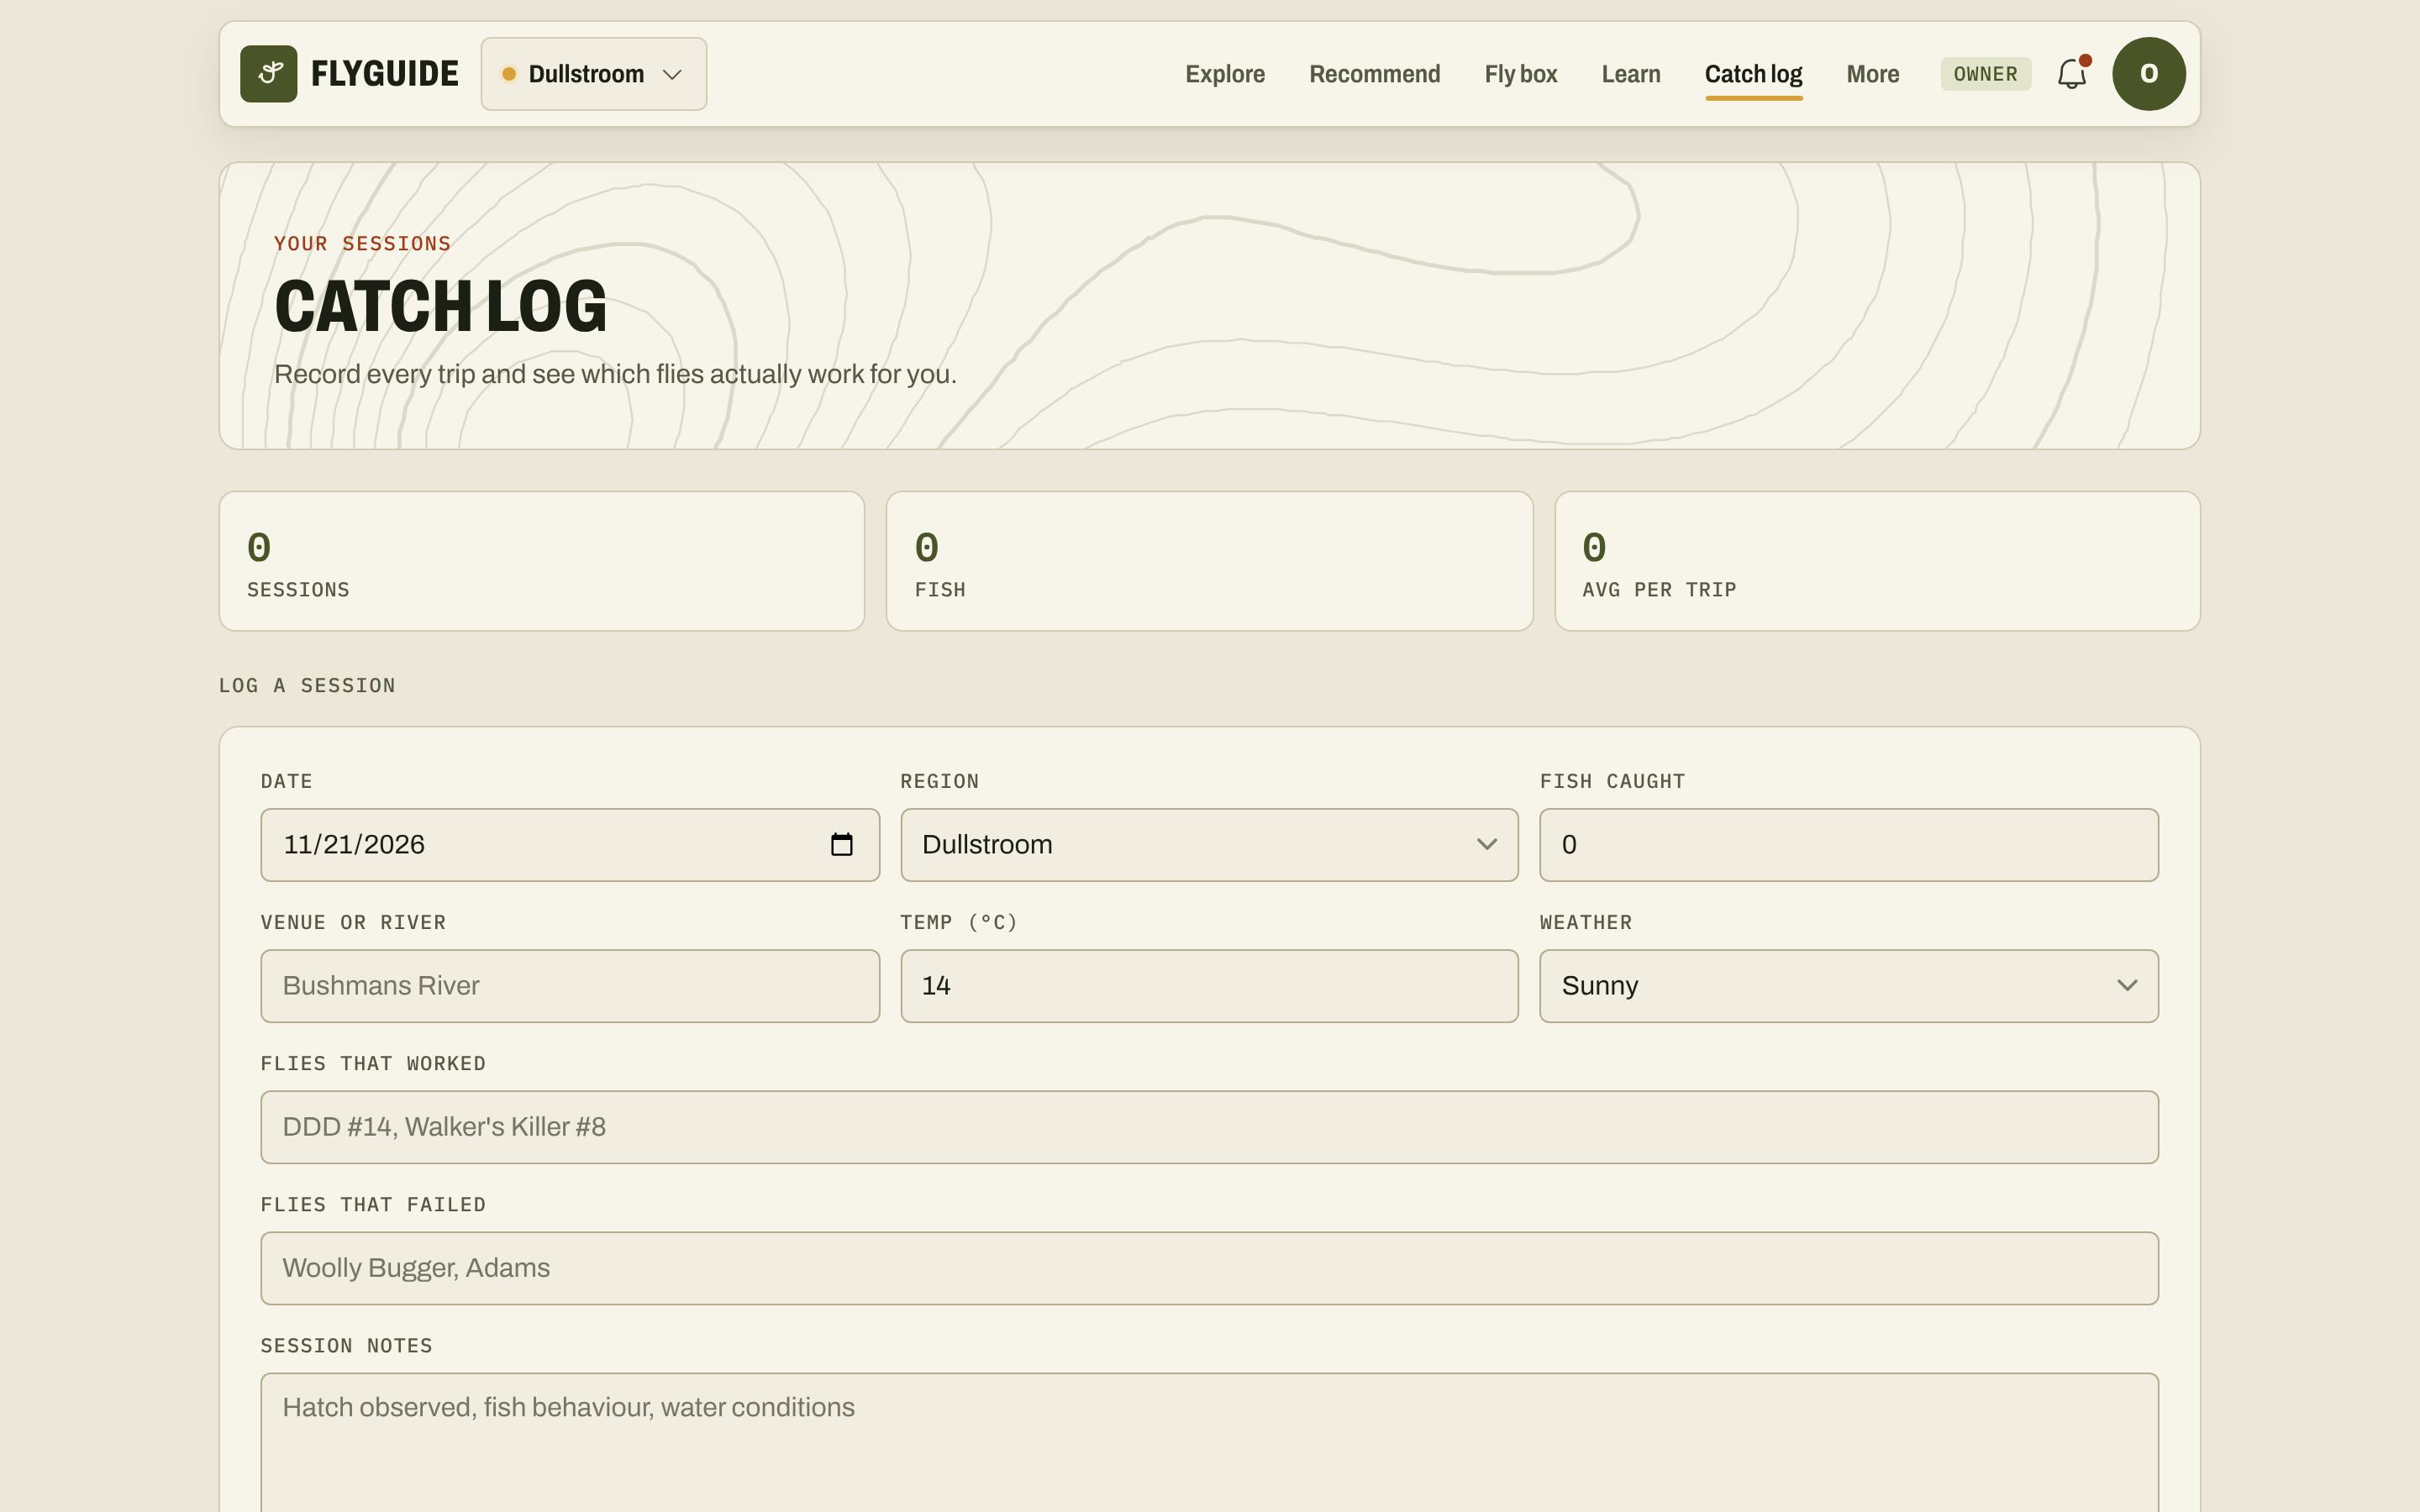 FLYGUIDE
Dullstroom
Explore
Recommend
Fly box
Learn
Catch log
More
OWNER
O
YOUR SESSIONS
CATCH LOG
Record every trip and see which flies actually work for you.
0
SESSIONS
0
FISH
0
AVG PER TRIP
LOG A SESSION
DATE
11/21/2026
REGION
Dullstroom
FISH CAUGHT
0
VENUE OR RIVER
Bushmans River
TEMP (°C)
14
WEATHER
Sunny
FLIES THAT WORKED
DDD #14, Walker's Killer #8
FLIES THAT FAILED
Woolly Bugger, Adams
SESSION NOTES
Hatch observed, fish behaviour, water conditions